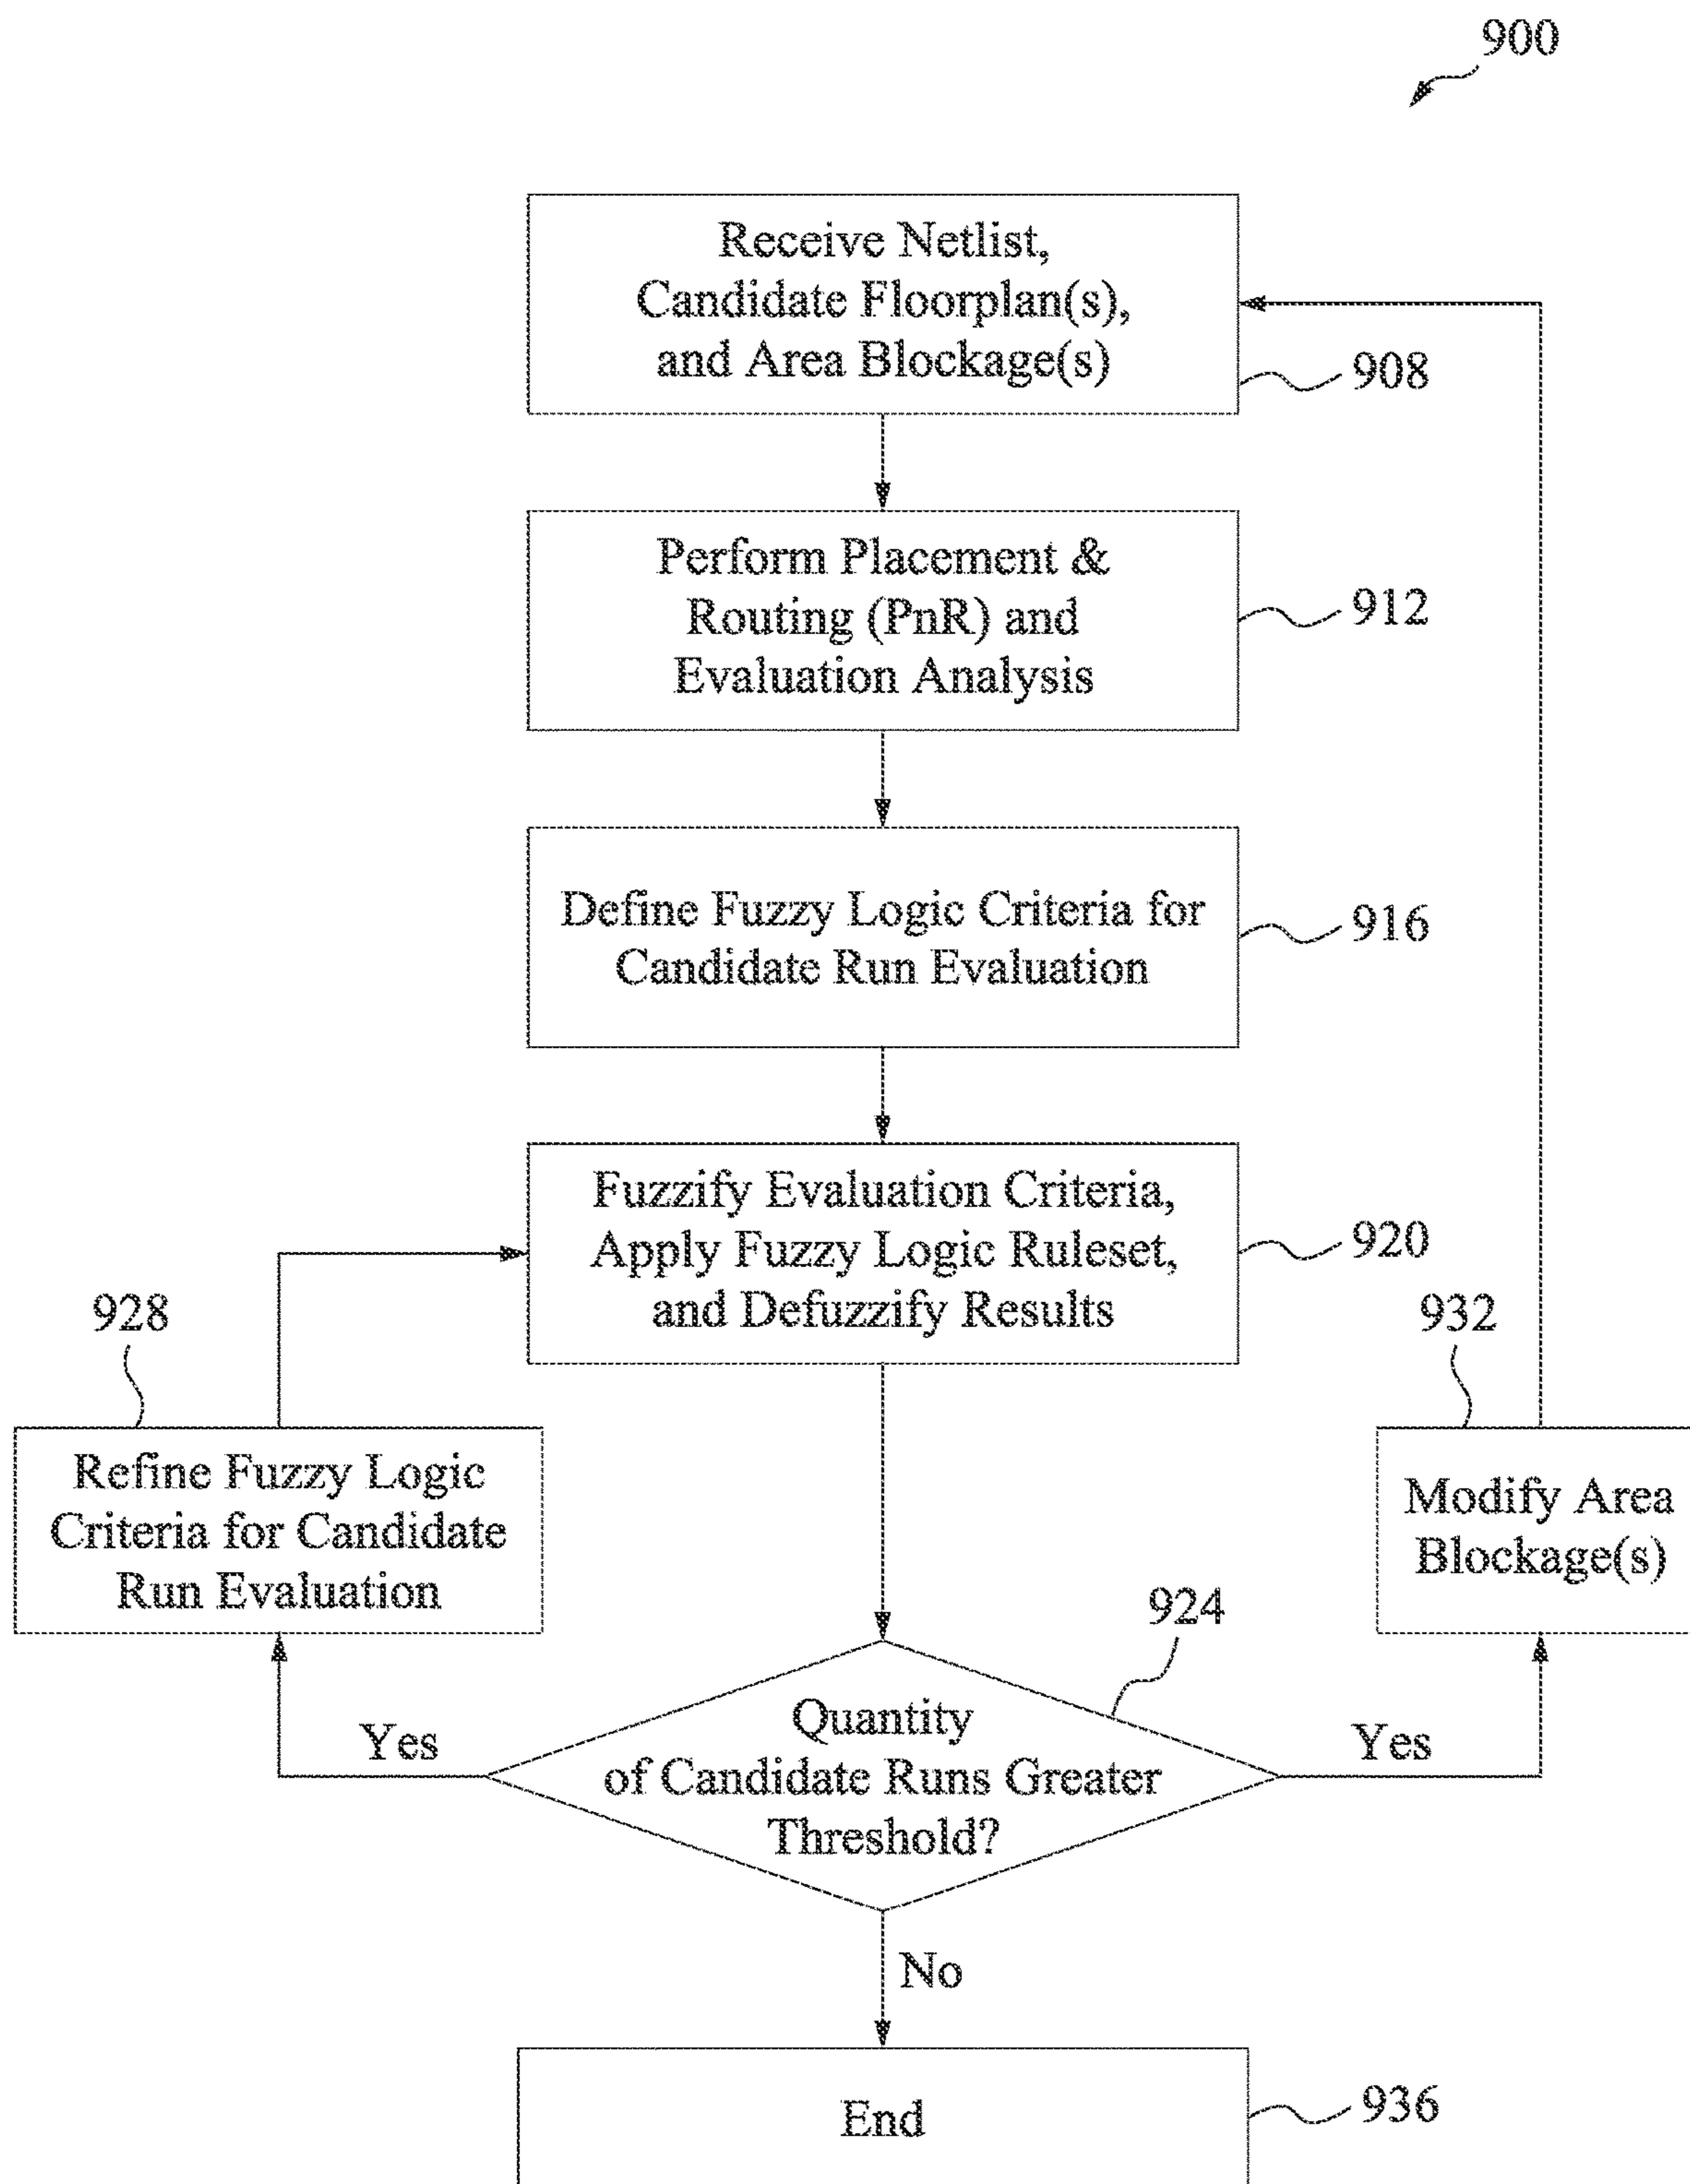 900
Receive Netlist,
Candidate Floorplan(s),
and Area Blockage(s)
908
Perform Placement &
Routing (PnR) and
Evaluation Analysis
912
Define Fuzzy Logic Criteria for
Candidate Run Evaluation
916
Fuzzify Evaluation Criteria,
Apply Fuzzy Logic Ruleset,
and Defuzzify Results
920
928
Refine Fuzzy Logic
Criteria for Candidate
Run Evaluation
932
Modify Area
Blockage(s)
924
Quantity
of Candidate Runs Greater
Threshold?
Yes
Yes
No
End
936